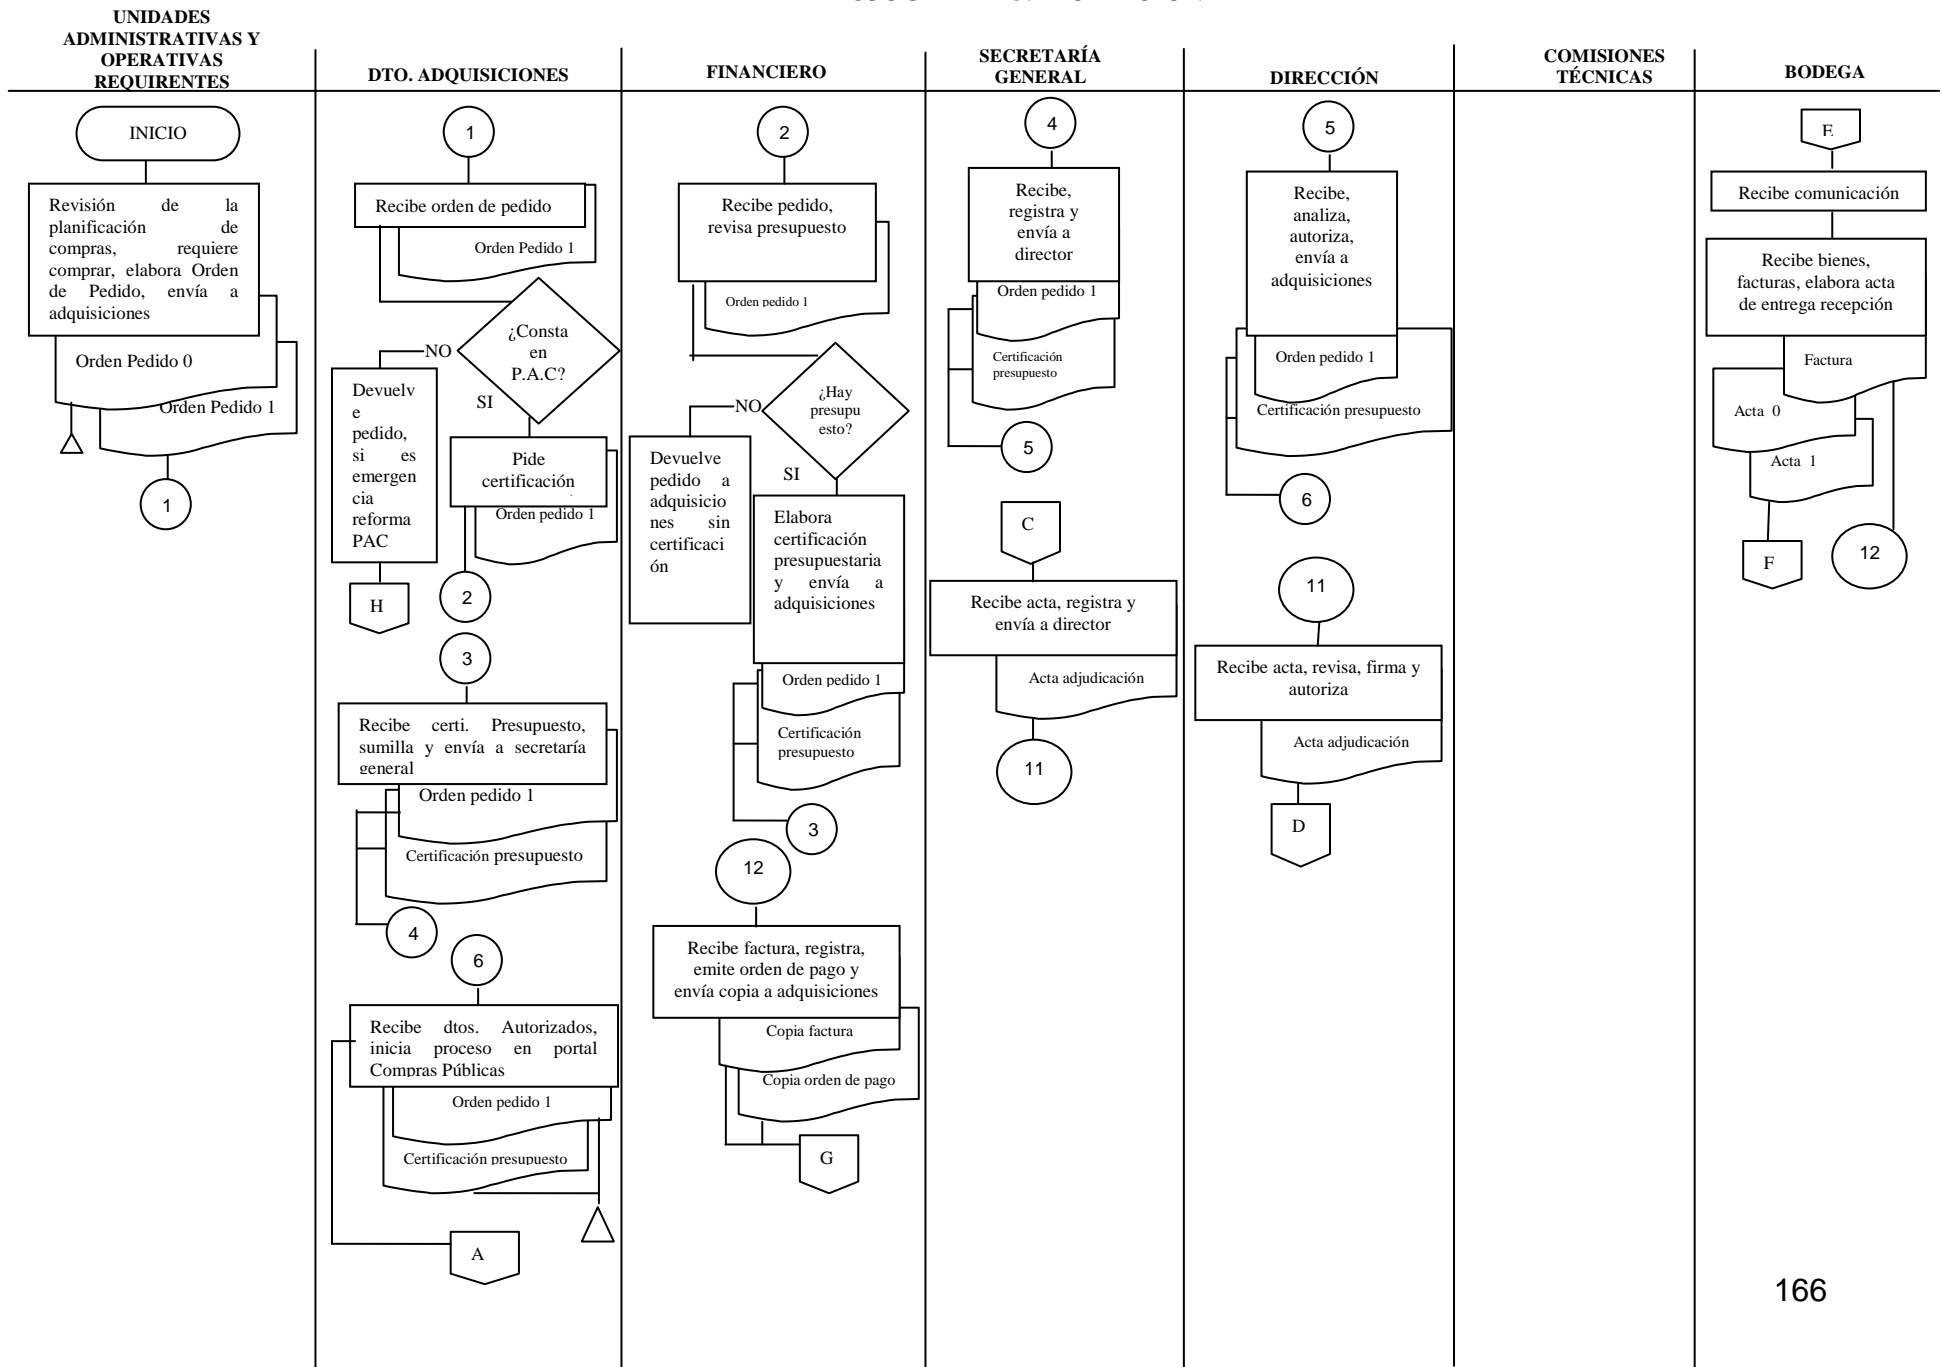 UNIDADES
ADMINISTRATIVAS Y
OPERATIVAS
REQUIRENTES
DTO. ADQUISICIONES
FINANCIERO
SECRETARÍA
GENERAL
DIRECCIÓN
COMISIONES
TÉCNICAS
BODEGA
INICIO
Revisión de la
planificación de
compras, requiere
comprar, elabora Orden
de Pedido, envía a
adquisiciones
Orden Pedido 0
Orden Pedido 1
1
1
Recibe orden de pedido
Orden Pedido 1
¿Consta
en
P.A.C?
NO
SI
Devuelv
e
pedido,
si es
emergen
cia
reforma
PAC
H
Pide
certificación
Orden pedido 1
2
3
Recibe certi. Presupuesto,
sumilla y envía a secretaría
general
Orden pedido 1
Certificación presupuesto
4
6
Recibe dtos. Autorizados,
inicia proceso en portal
Compras Públicas
Orden pedido 1
Certificación presupuesto
A
2
Recibe pedido,
revisa presupuesto
Orden pedido 1
¿Hay
presupu
esto?
NO
SI
Devuelve
pedido a
adquisicio
nes sin
certificaci
ón
Elabora
certificación
presupuestaria
y envía a
adquisiciones
Orden pedido 1
Certificación
presupuesto
3
12
Recibe factura, registra,
emite orden de pago y
envía copia a adquisiciones
Copia factura
Copia orden de pago
G
4
Recibe,
registra y
envía a
director
Orden pedido 1
Certificación
presupuesto
5
C
Recibe acta, registra y
envía a director
Acta adjudicación
11
5
Recibe,
analiza,
autoriza,
envía a
adquisiciones
Orden pedido 1
Certificación presupuesto
6
11
Recibe acta, revisa, firma y
autoriza
Acta adjudicación
D
E
Recibe comunicación
Recibe bienes,
facturas, elabora acta
de entrega recepción
Factura
Acta 0
Acta 1
F
12
166